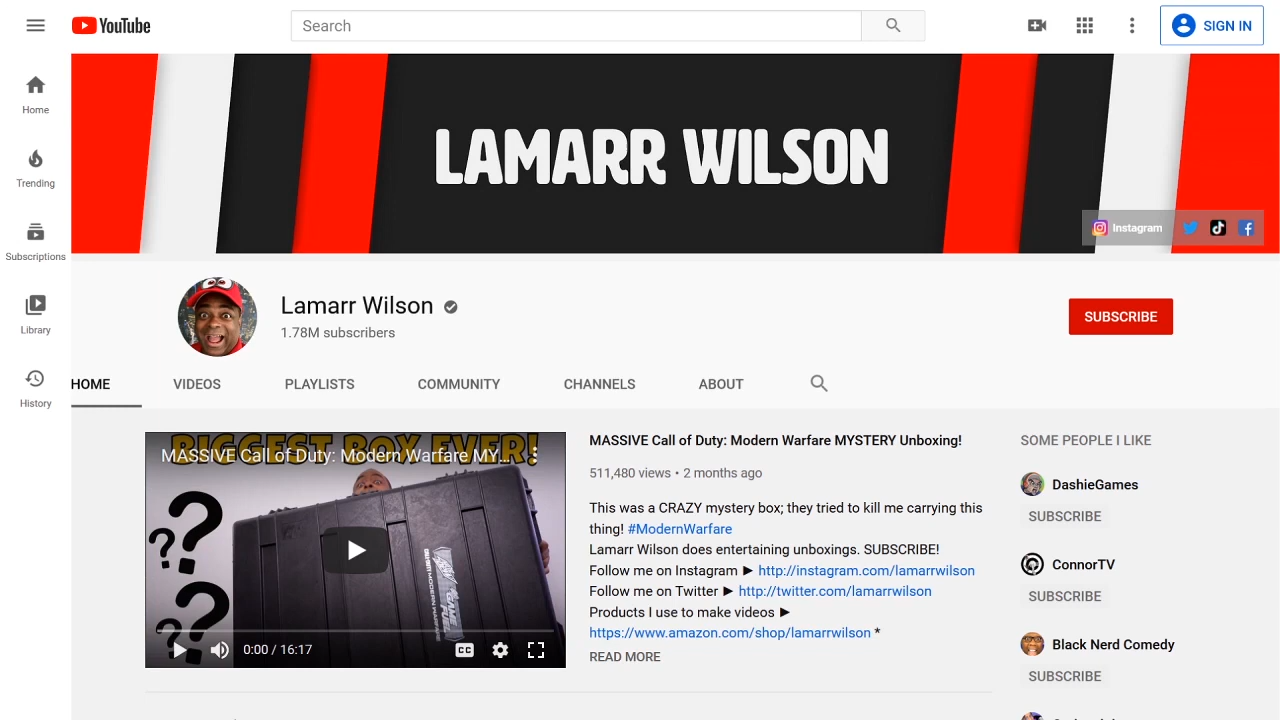 YouTube
Search
SIGN IN
Home
Trending
Subscriptions
Library
History
LAMARR WILSON
Instagram
Lamarr Wilson
1.78M subscribers
SUBSCRIBE
HOME
VIDEOS
PLAYLISTS
COMMUNITY
CHANNELS
ABOUT
BIGGEST BOX EVER!
MASSIVE Call of Duty: Modern Warfare MY...
???
??
CC
0:00 / 16:17
MASSIVE Call of Duty: Modern Warfare MYSTERY Unboxing!
511,480 views • 2 months ago
This was a CRAZY mystery box; they tried to kill me carrying this
thing! #ModernWarfare
Lamarr Wilson does entertaining unboxings. SUBSCRIBE!
Follow me on Instagram ► http://instagram.com/lamarrwilson
Follow me on Twitter ► http://twitter.com/lamarrwilson
Products I use to make videos ►
https://www.amazon.com/shop/lamarrwilson *
READ MORE
SOME PEOPLE I LIKE
DashieGames
SUBSCRIBE
ConnorTV
SUBSCRIBE
Black Nerd Comedy
SUBSCRIBE